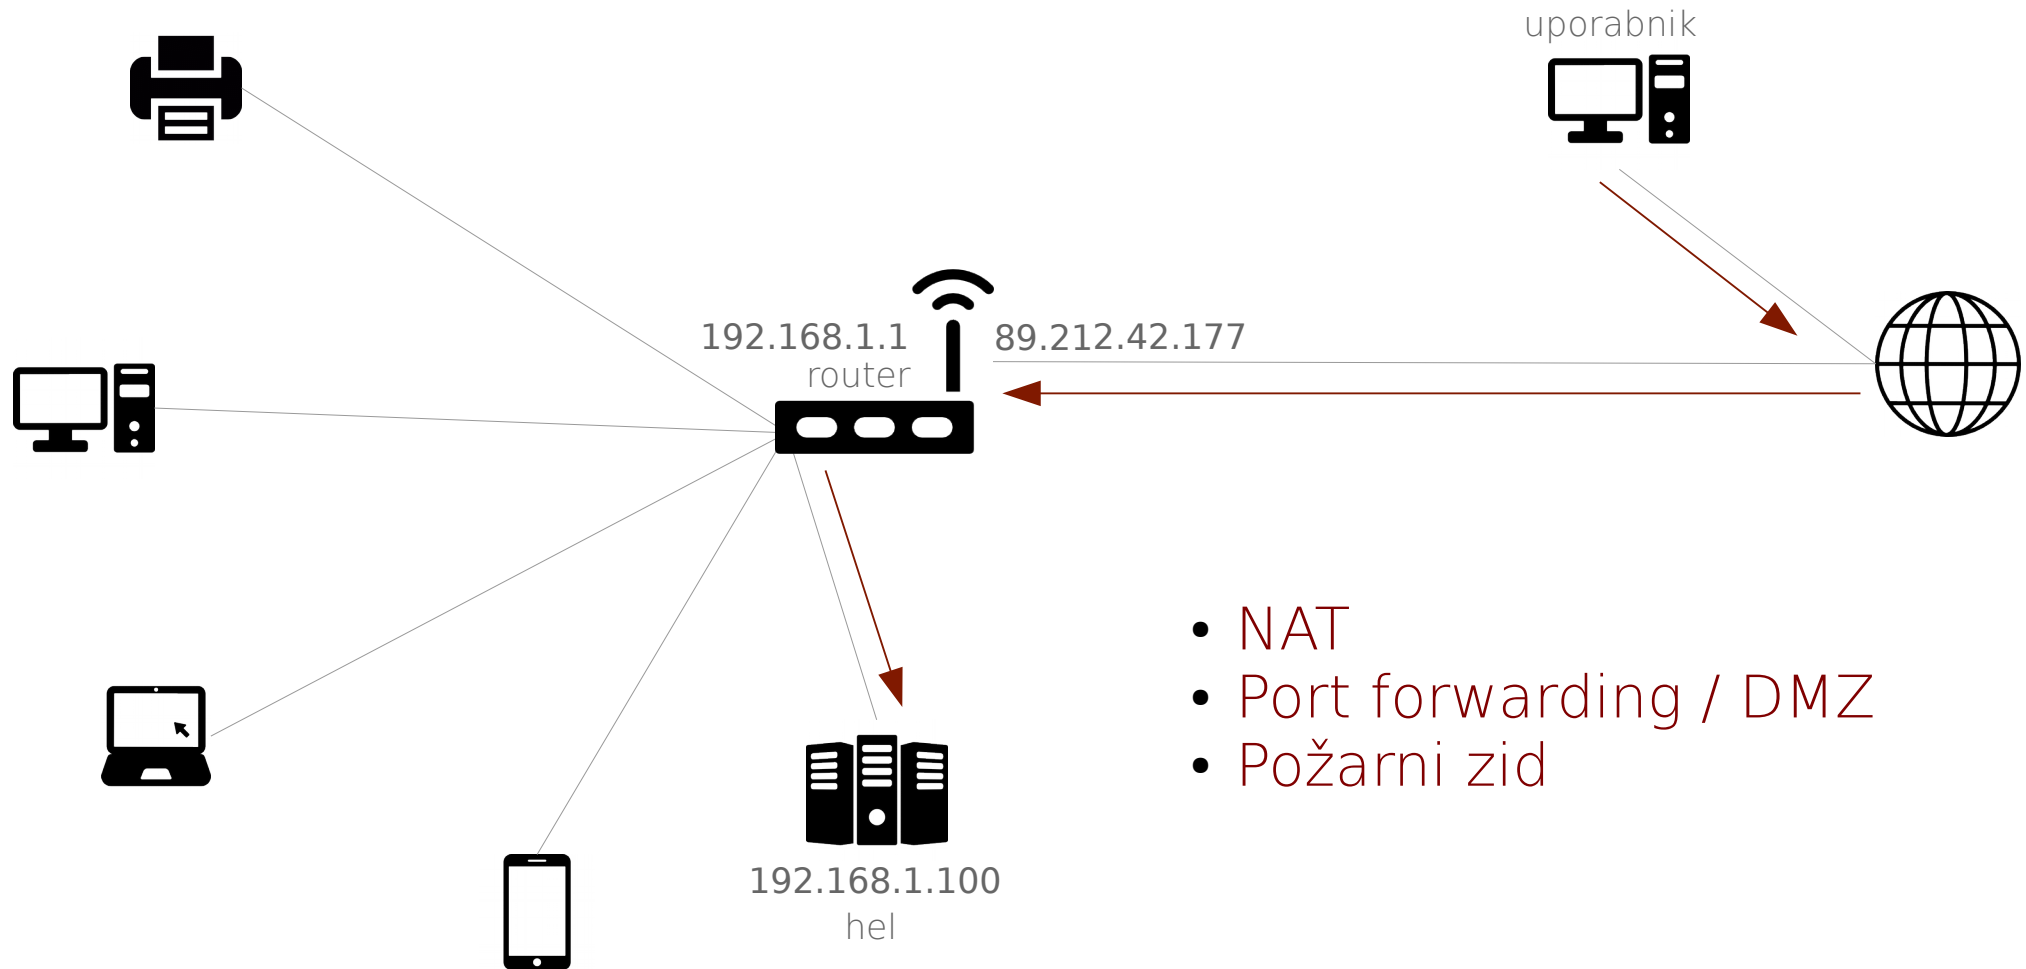 uporabnik
192.168.1.1
router
89.212.42.177
NAT
Port forwarding / DMZ
Požarni zid
192.168.1.100
hel